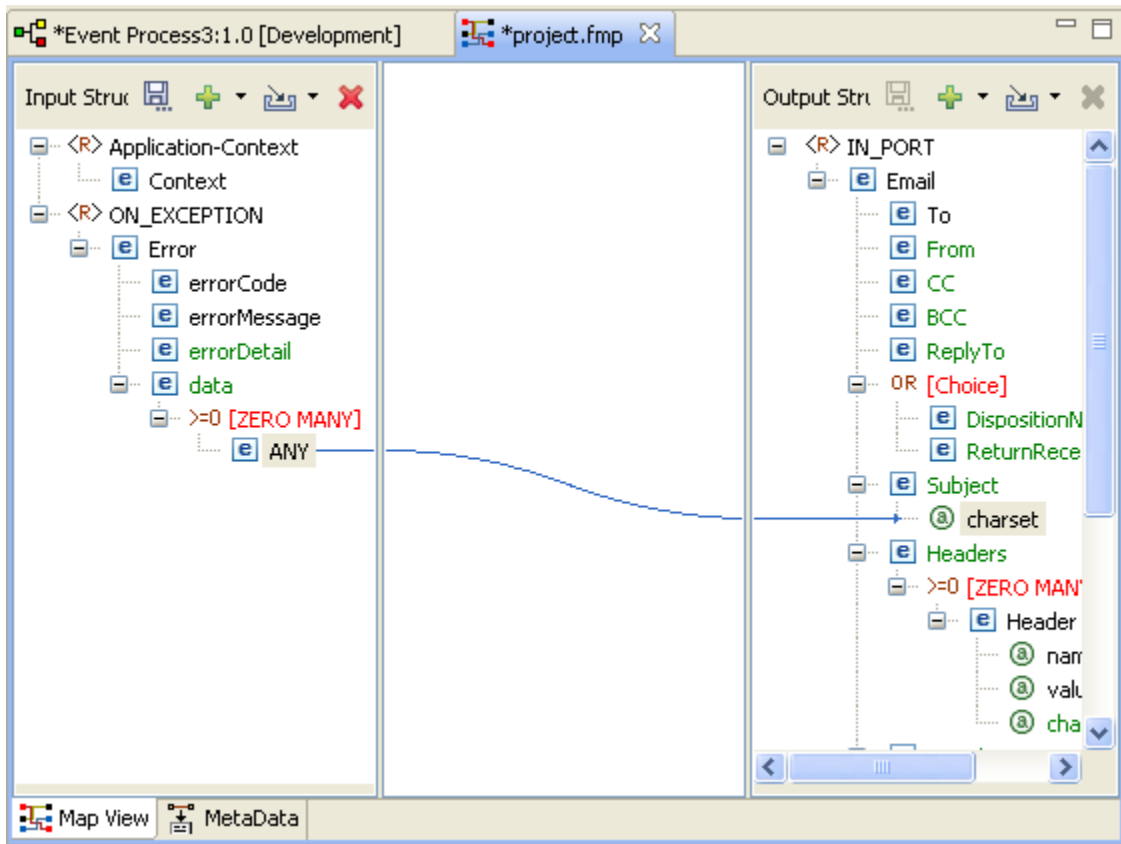 *Event Process3:1.0 [Development]
*project.fmp
Input Struc
Output Stru
<R> Application-Context
e Context
<R> ON_EXCEPTION
e Error
e errorCode
e errorMessage
e errorDetail
e data
>=0 [ZERO MANY]
e ANY
<R> IN_PORT
e Email
e To
e From
e CC
e BCC
e ReplyTo
OR [Choice]
e DispositionN
e ReturnRece
e Subject
a charset
e Headers
>=0 [ZERO MAN
e Header
a nam
a valu
a cha
Map View
MetaData